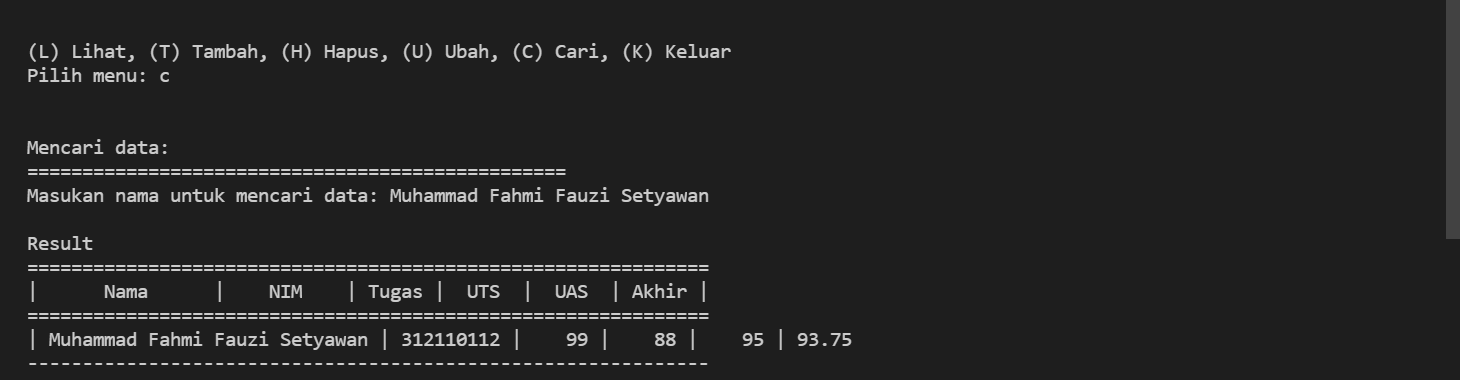 (L) Lihat, (T) Tambah, (H) Hapus, (U) Ubah, (C) Cari, (K) Keluar
Pilih menu: c
Mencari data:
=================================================
Masukan nama untuk mencari data: Muhammad Fahmi Fauzi Setyawan
Result
==============================================================
|      Nama      |    NIM    | Tugas |  UTS  |  UAS  | Akhir |
==============================================================
| Muhammad Fahmi Fauzi Setyawan | 312110112 |    99 |    88 |    95 | 93.75
--------------------------------------------------------------